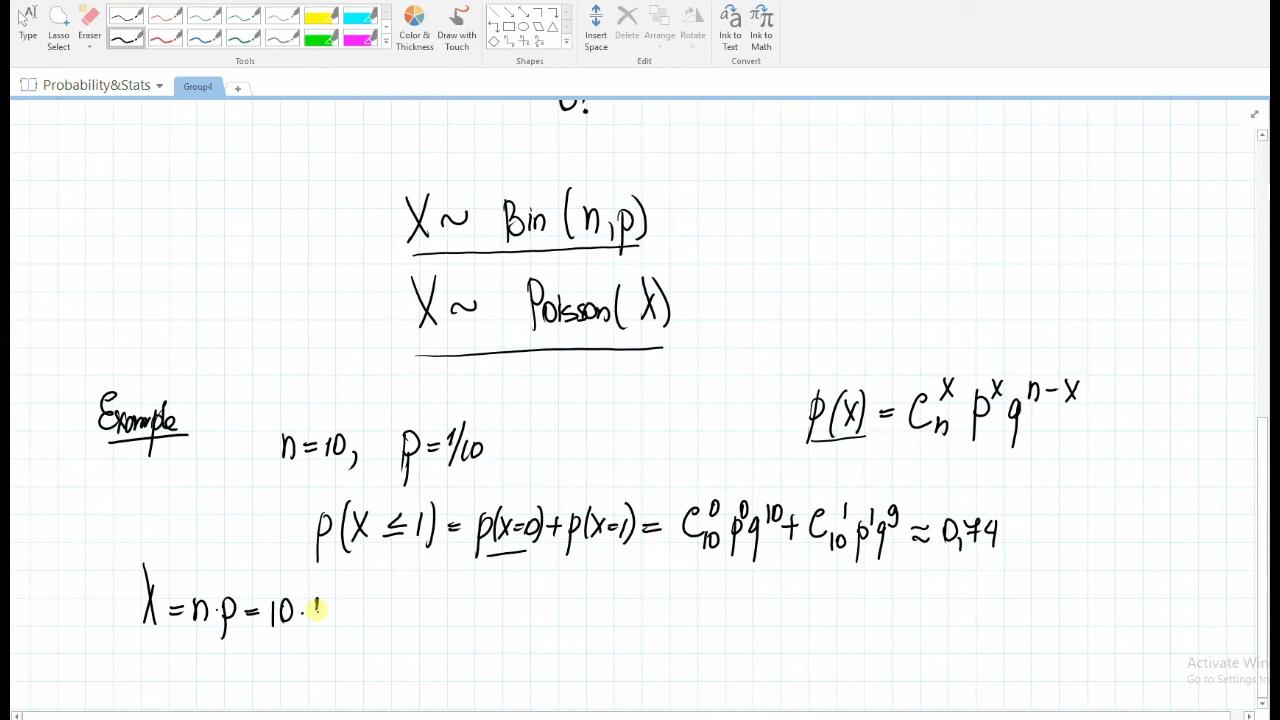 Type
Lasso Select
Eraser
Color & Thickness
Draw with Touch
Insert Space
Delete
Arrange
Rotate
Ink to Text
Ink to Math
Tools
Shapes
Edit
Convert
Probability&Stats
Group4
X ~ Bin (n,p)
X ~ Poisson(λ)
Example
p(x) = C_n^x p^x q^{n-x}
n=10, p=1/10
p(X ≤ 1) = p(x=0)+p(x=1) = C_10^0 p^0 q^10 + C_10^1 p^1 q^9 ≈ 0,74
λ = n·p = 10 ·
Activate Win
Go to Settings to